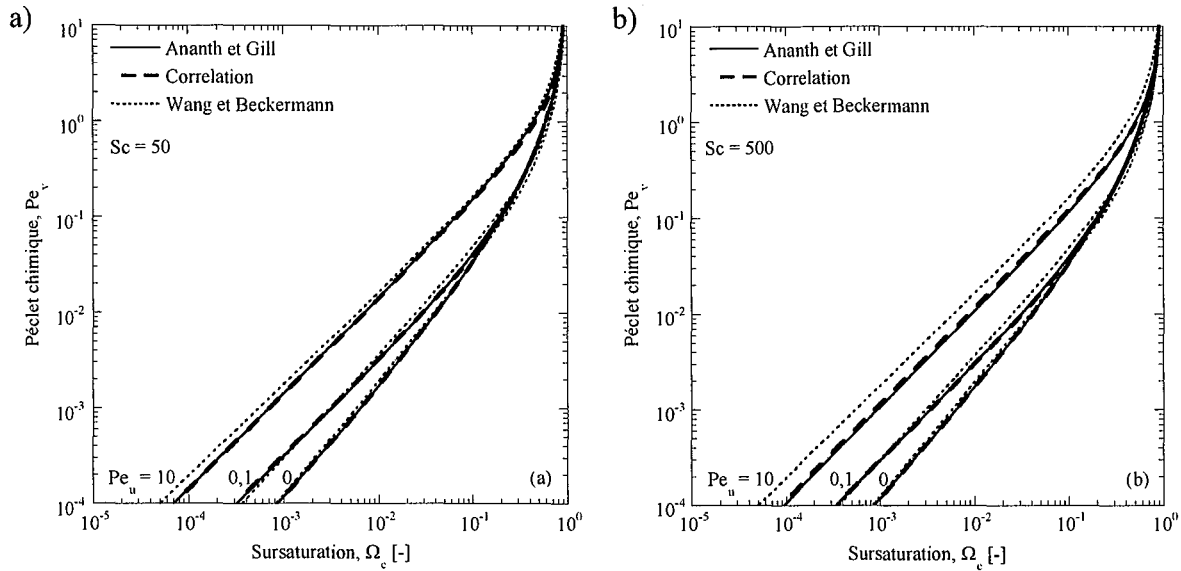 a)
10^1
10^0
10^-1
10^-2
10^-3
10^-4
Péclet chimique, Pe_v
Ananth et Gill
Correlation
Wang et Beckermann
Sc = 50
Pe_u = 10 0,1 0
(a)
10^-5 10^-4 10^-3 10^-2 10^-1 10^0
Sursaturation, Ω_c [-]
b)
10^1
10^0
10^-1
10^-2
10^-3
10^-4
Péclet chimique, Pe_v
Ananth et Gill
Correlation
Wang et Beckermann
Sc = 500
Pe_u = 10 0,1 0
(b)
10^-5 10^-4 10^-3 10^-2 10^-1 10^0
Sursaturation, Ω_c [-]